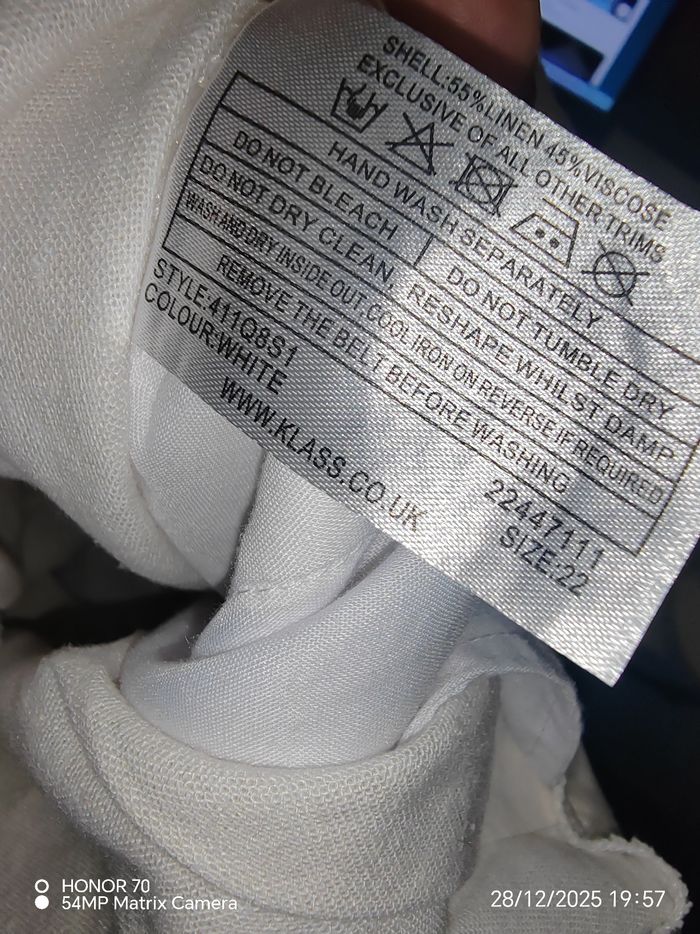 SHELL:55%LINEN 45%VISCOSE
EXCLUSIVE OF ALL OTHER TRIMS
HAND WASH SEPARATELY
DO NOT BLEACH DO NOT TUMBLE DRY
DO NOT DRY CLEAN RESHAPE WHILST DAMP
WASH AND DRY INSIDE OUT, COOL IRON ON REVERSE IF REQUIRED
REMOVE THE BELT BEFORE WASHING
STYLE:411Q8S1 22447111
COLOUR:WHITE SIZE:22
WWW.KLASS.CO.UK
HONOR 70
54MP Matrix Camera
28/12/2025 19:57